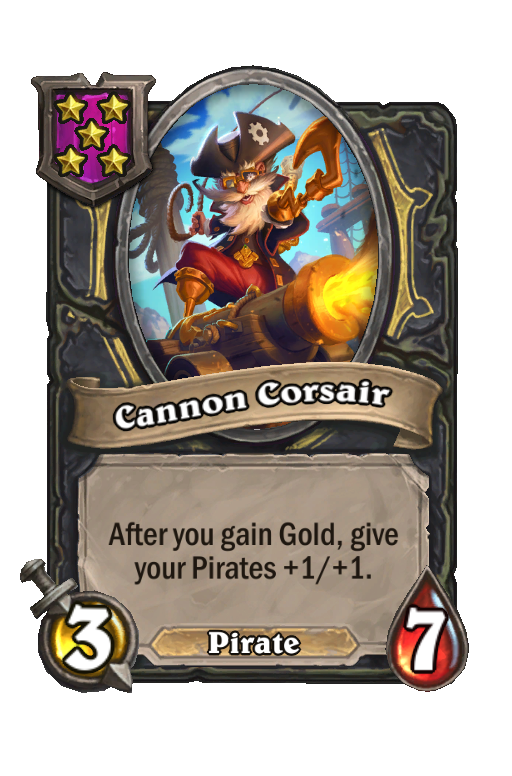 Cannon Corsair
After you gain Gold, give
your Pirates +1/+1.
3
Pirate
7